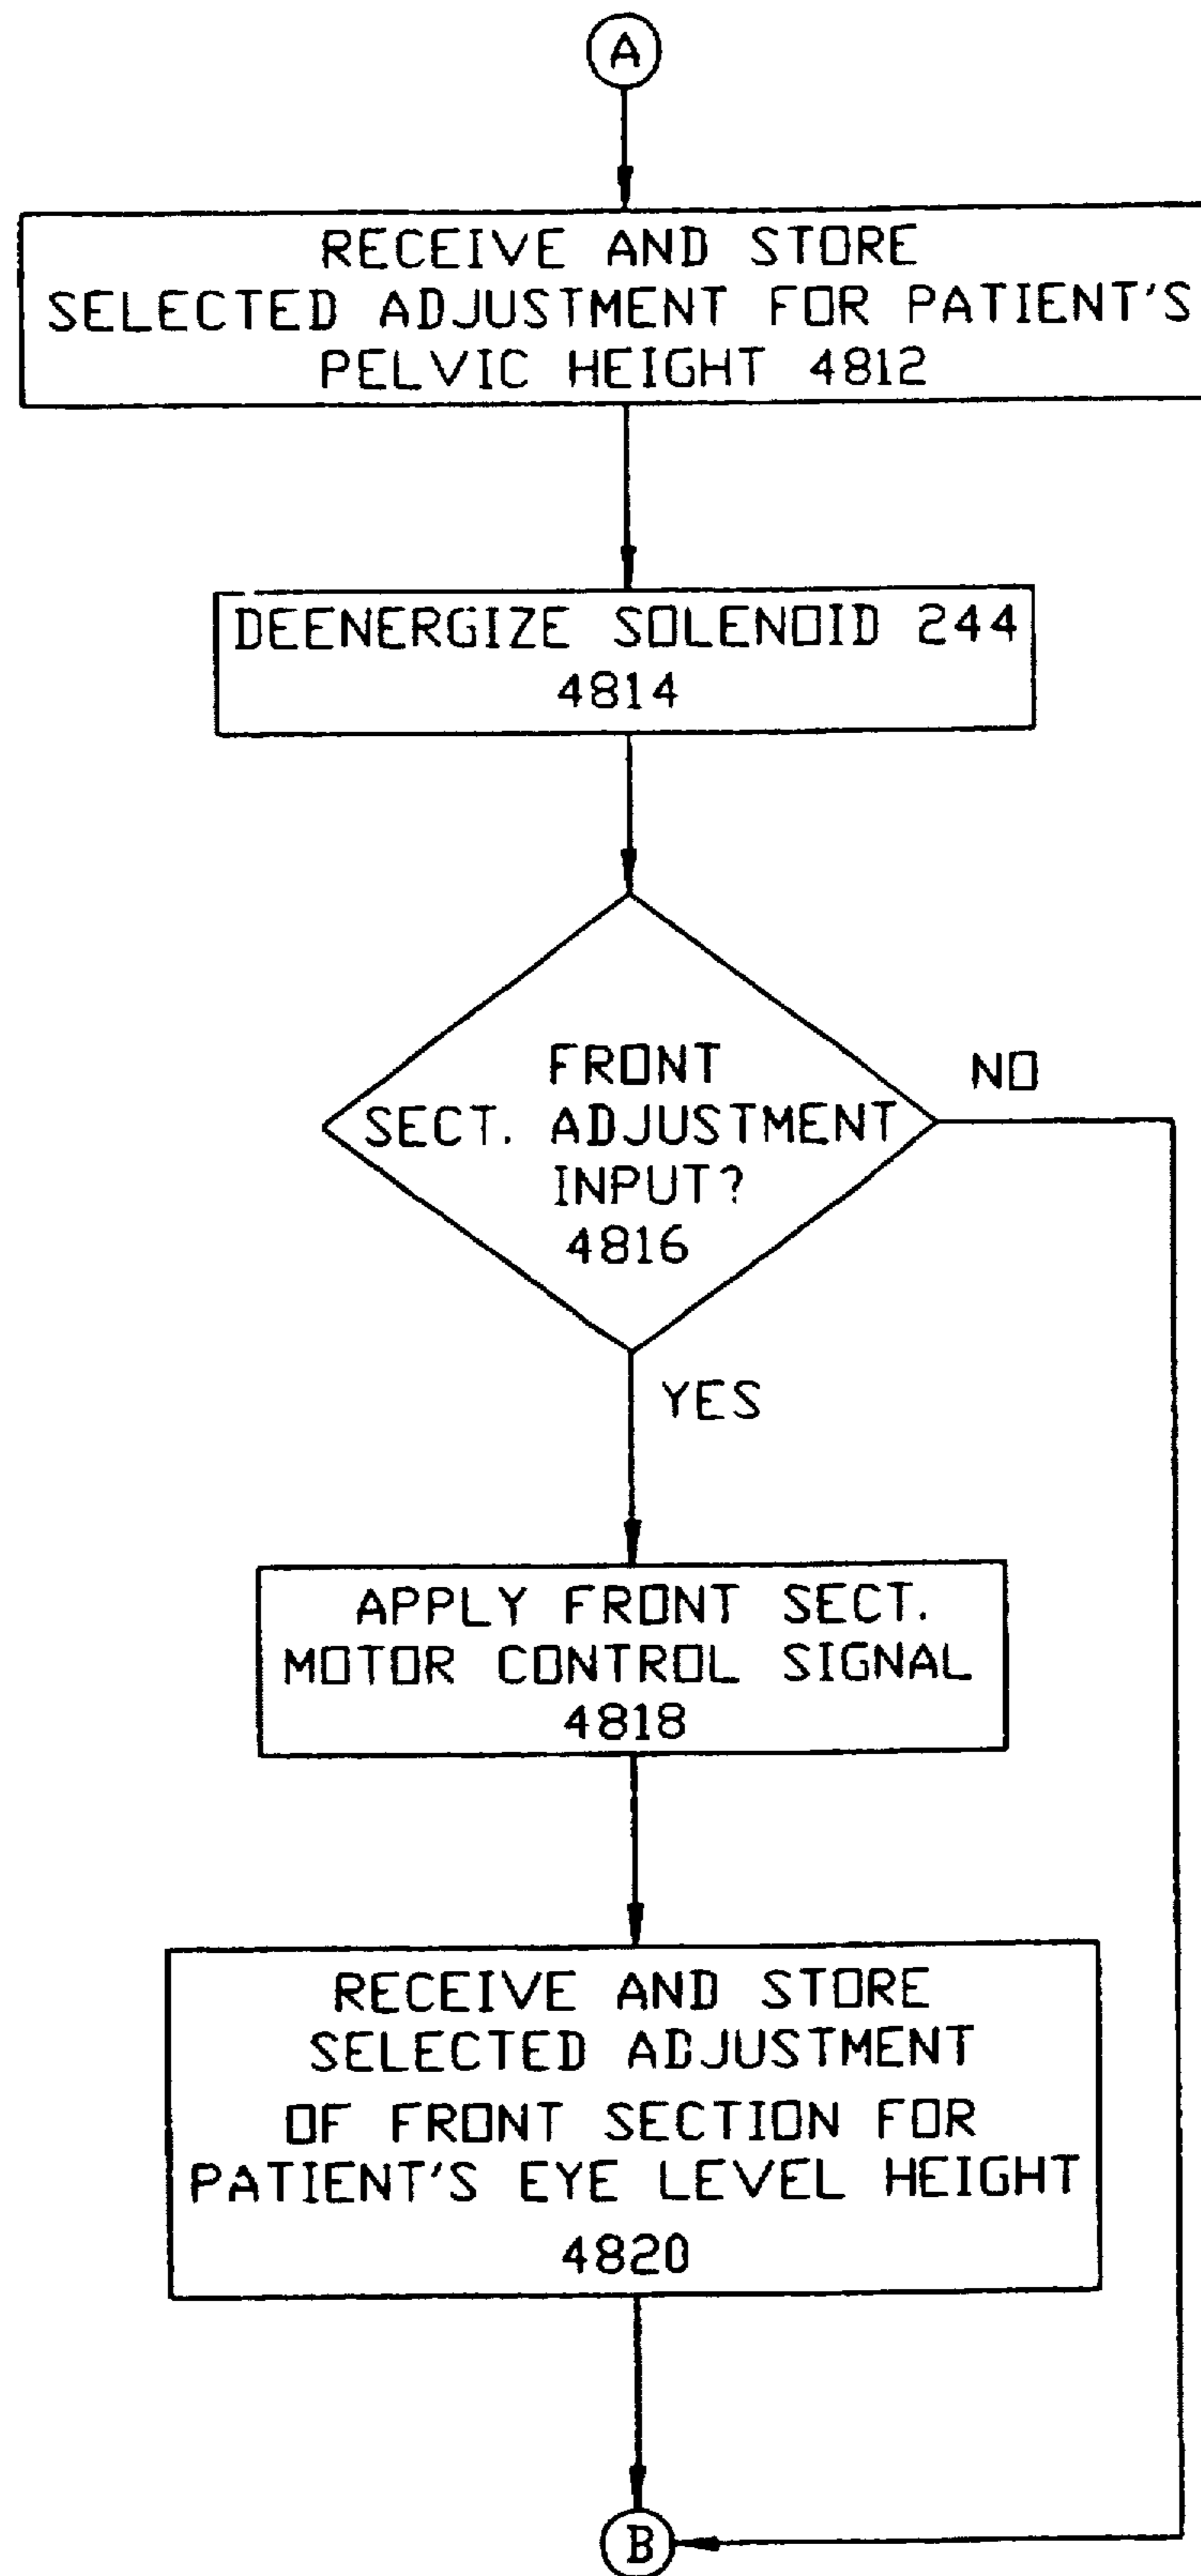 A
RECEIVE AND STORE
SELECTED ADJUSTMENT FOR PATIENT'S
PELVIC HEIGHT 4812
DEENERGIZE SOLENOID 244
4814
FRONT
SECT. ADJUSTMENT
INPUT?
4816
NO
YES
APPLY FRONT SECT.
MOTOR CONTROL SIGNAL
4818
RECEIVE AND STORE
SELECTED ADJUSTMENT
OF FRONT SECTION FOR
PATIENT'S EYE LEVEL HEIGHT
4820
B